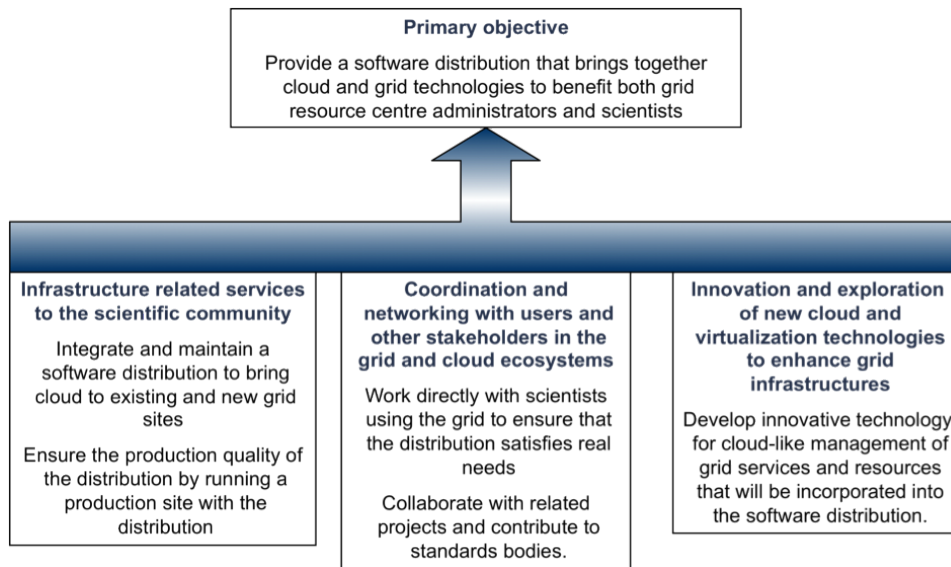 Primary objective
Provide a software distribution that brings together
cloud and grid technologies to benefit both grid
resource centre administrators and scientists
Infrastructure related services
to the scientific community
Integrate and maintain a
software distribution to bring
cloud to existing and new grid
sites
Ensure the production quality of
the distribution by running a
production site with the
distribution
Coordination and
networking with users and
other stakeholders in the
grid and cloud ecosystems
Work directly with scientists
using the grid to ensure that
the distribution satisfies real
needs
Collaborate with related
projects and contribute to
standards bodies.
Innovation and exploration
of new cloud and
virtualization technologies
to enhance grid
infrastructures
Develop innovative technology
for cloud-like management of
grid services and resources
that will be incorporated into
the software distribution.